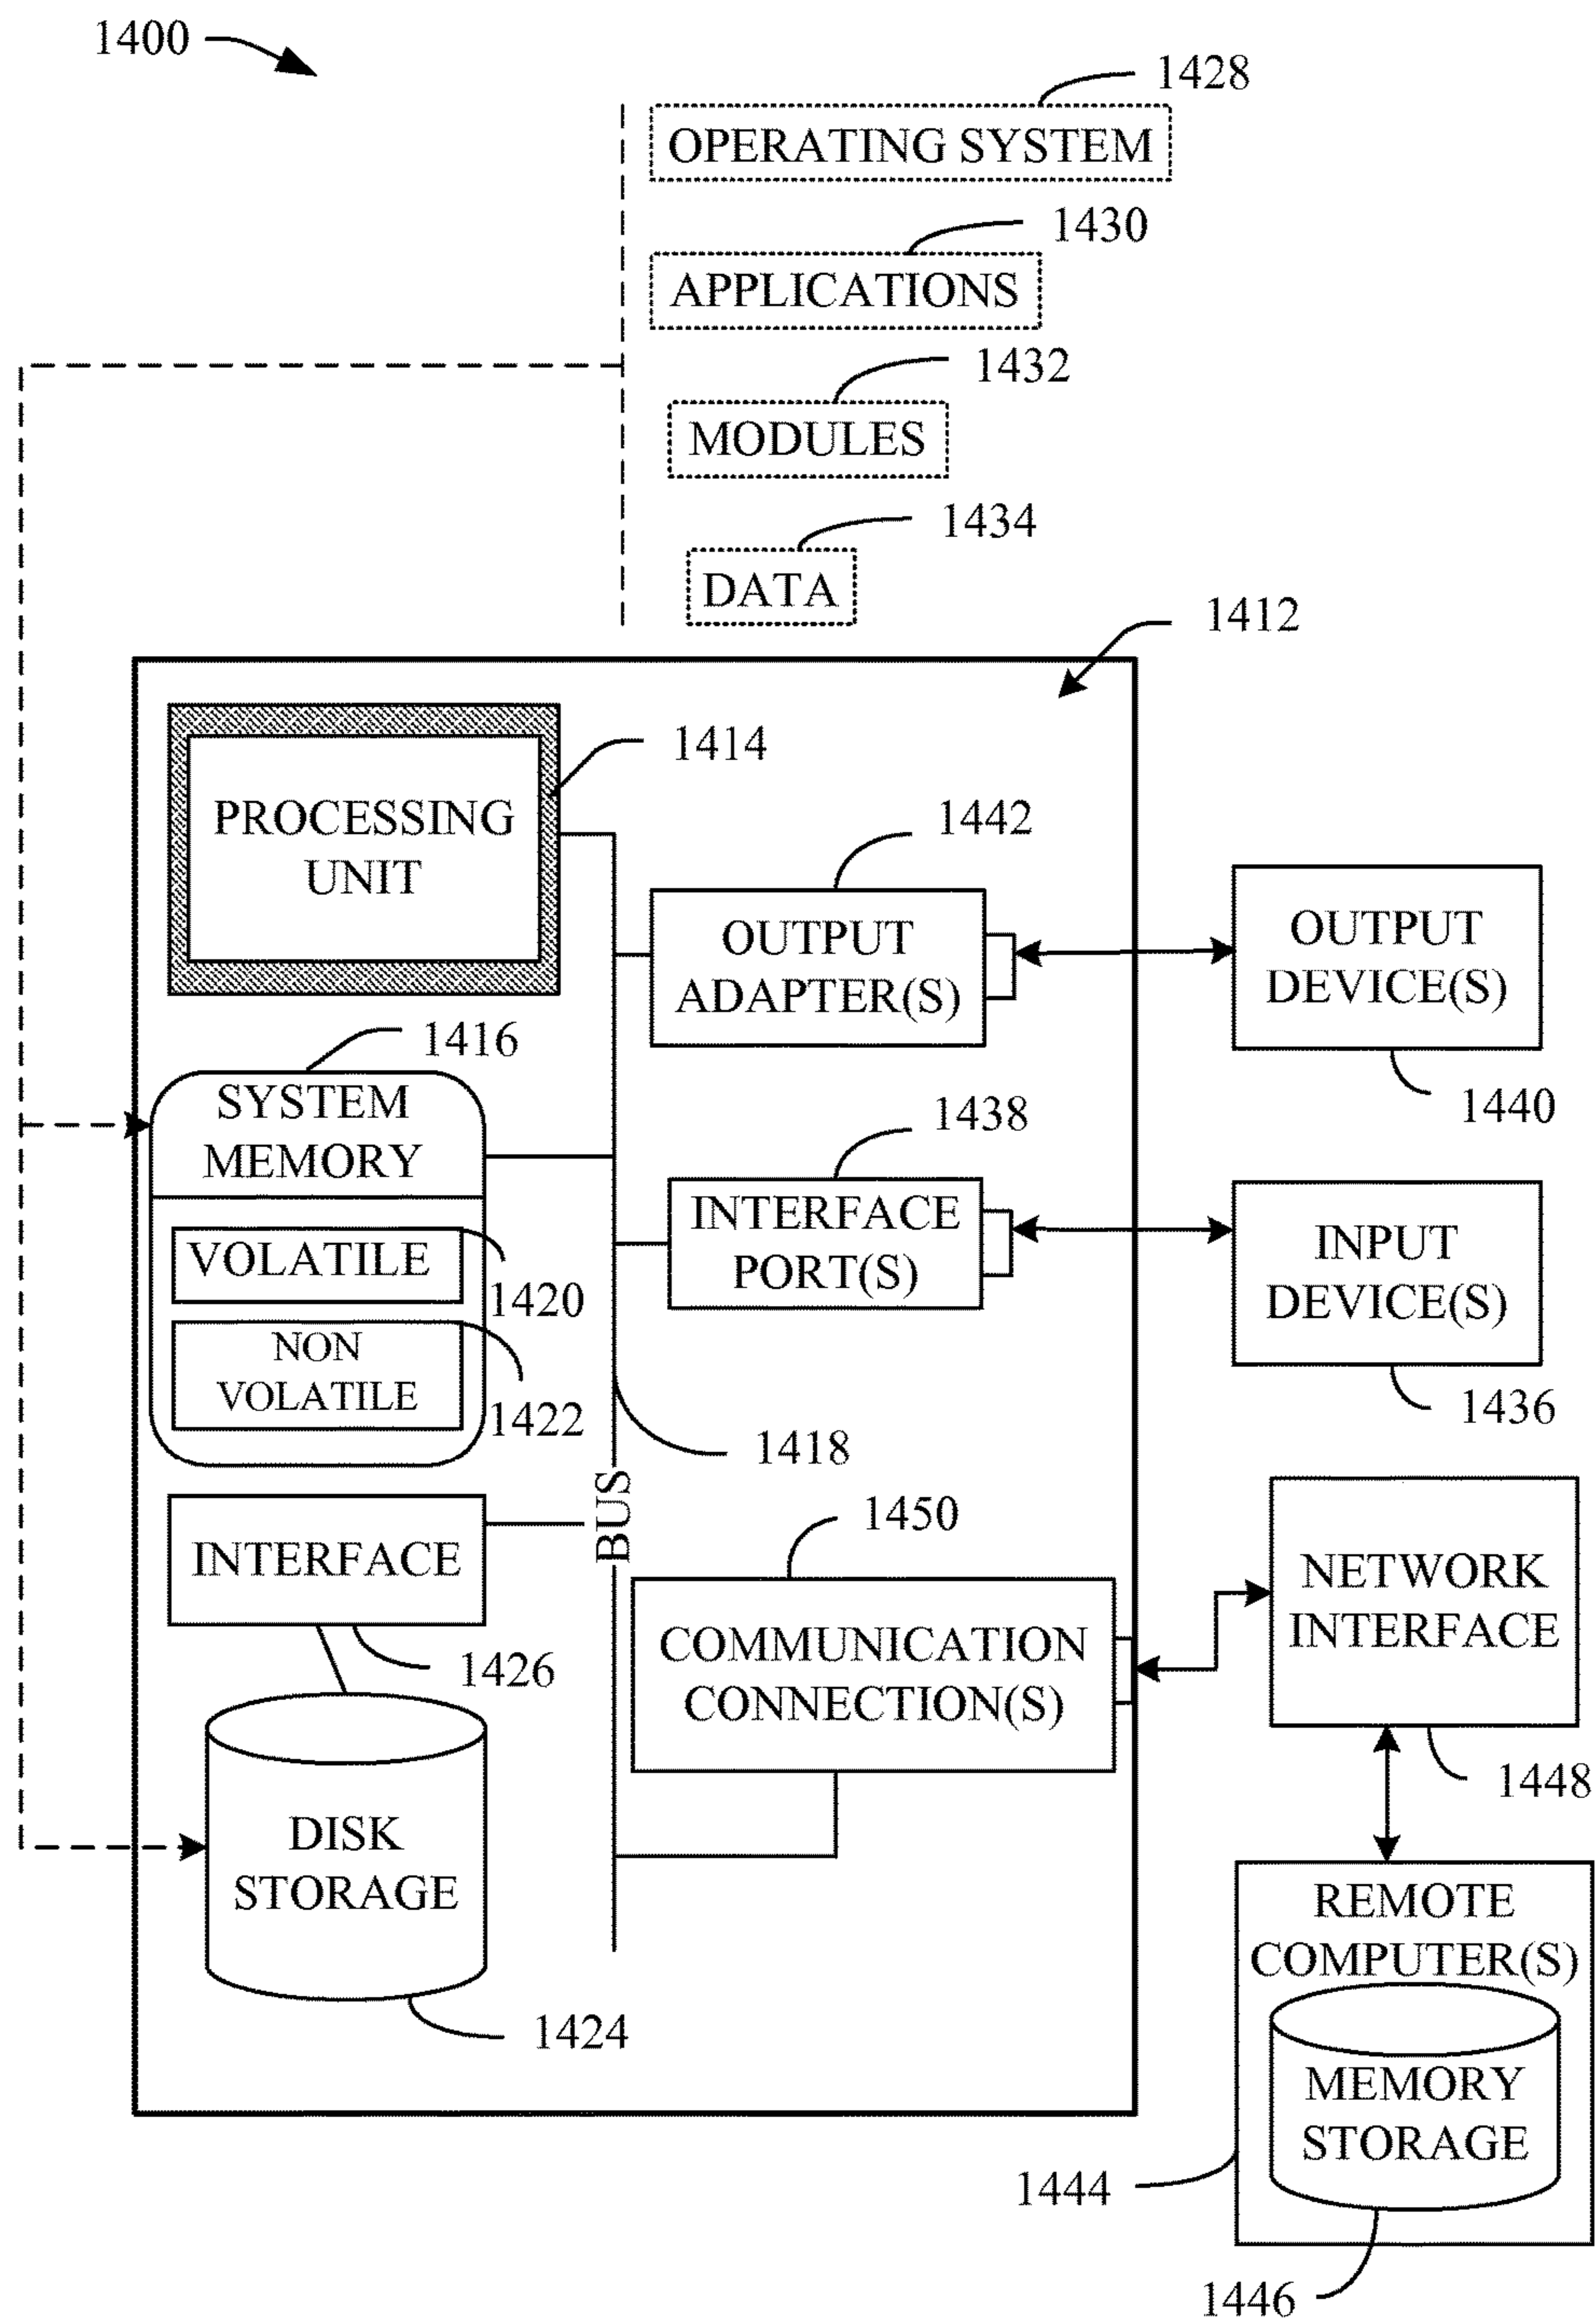 1400
1428
OPERATING SYSTEM
1430
APPLICATIONS
1432
MODULES
1434
DATA
1412
PROCESSING
UNIT
1414
1442
OUTPUT
ADAPTER(S)
OUTPUT
DEVICE(S)
1440
1416
SYSTEM
MEMORY
VOLATILE
1420
NON
VOLATILE
1422
1438
INTERFACE
PORT(S)
INPUT
DEVICE(S)
1436
1418
BUS
INTERFACE
1426
1450
COMMUNICATION
CONNECTION(S)
NETWORK
INTERFACE
1448
DISK
STORAGE
1424
REMOTE
COMPUTER(S)
MEMORY
STORAGE
1444
1446